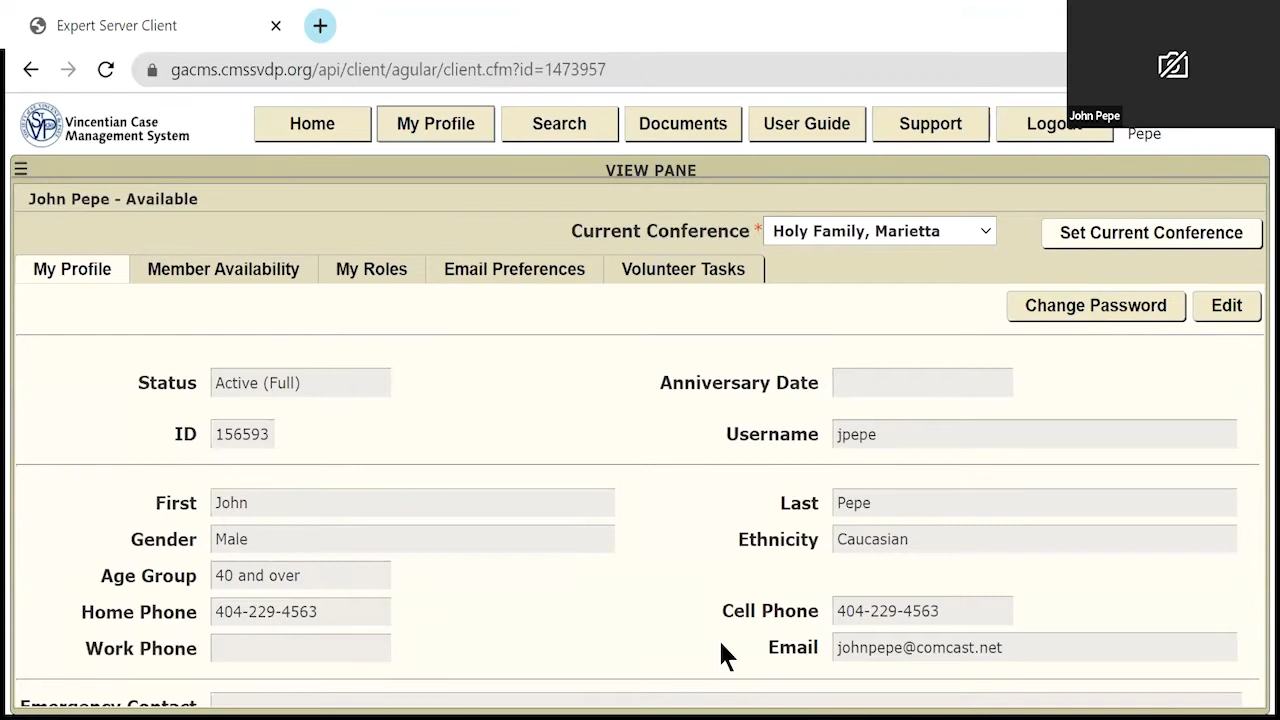 Expert Server Client
gacms.cmssvdp.org/api/client/agular/client.cfm?id=1473957
John Pepe
Vincentian Case
Management System
Home
My Profile
Search
Documents
User Guide
Support
Logou
Pepe
VIEW PANE
John Pepe - Available
Current Conference * Holy Family, Marietta
Set Current Conference
My Profile
Member Availability
My Roles
Email Preferences
Volunteer Tasks
Change Password
Edit
Status Active (Full)
Anniversary Date
ID 156593
Username jpepe
First John
Last Pepe
Gender Male
Ethnicity Caucasian
Age Group 40 and over
Home Phone 404-229-4563
Cell Phone 404-229-4563
Work Phone
Email johnpepe@comcast.net
Emergency Contact